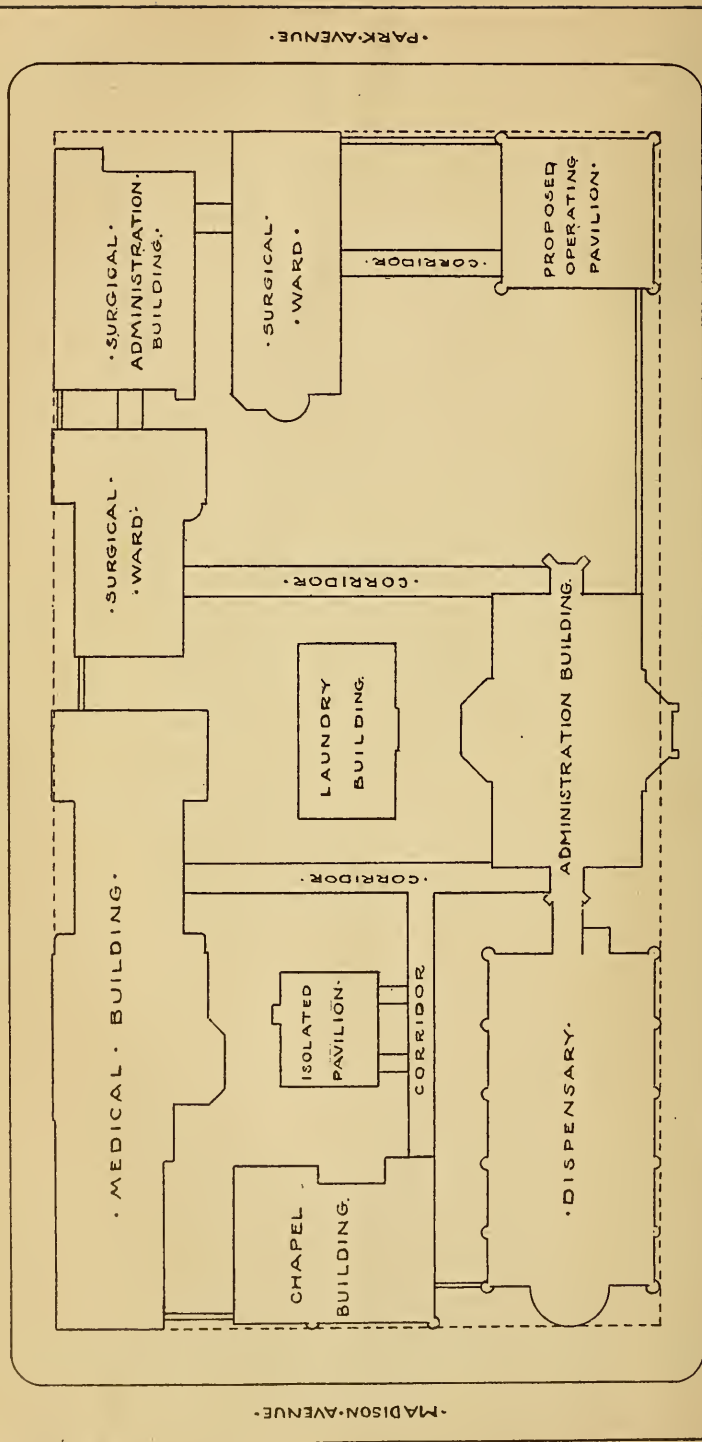 ·PARK·AVENUE·
·SURGICAL·
ADMINISTRATION·
BUILDING.·
·SURGICAL·
·WARD·
·CORRIDOR·
PROPOSED
OPERATING
PAVILION·
·SURGICAL·
·WARD·
·CORRIDOR·
LAUNDRY
BUILDING.
ADMINISTRATION BUILDING.
·MEDICAL·BUILDING·
·CORRIDOR·
ISOLATED
PAVILION·
CORRIDOR
CHAPEL
BUILDING.
·DISPENSARY·
·MADISON·AVENUE·